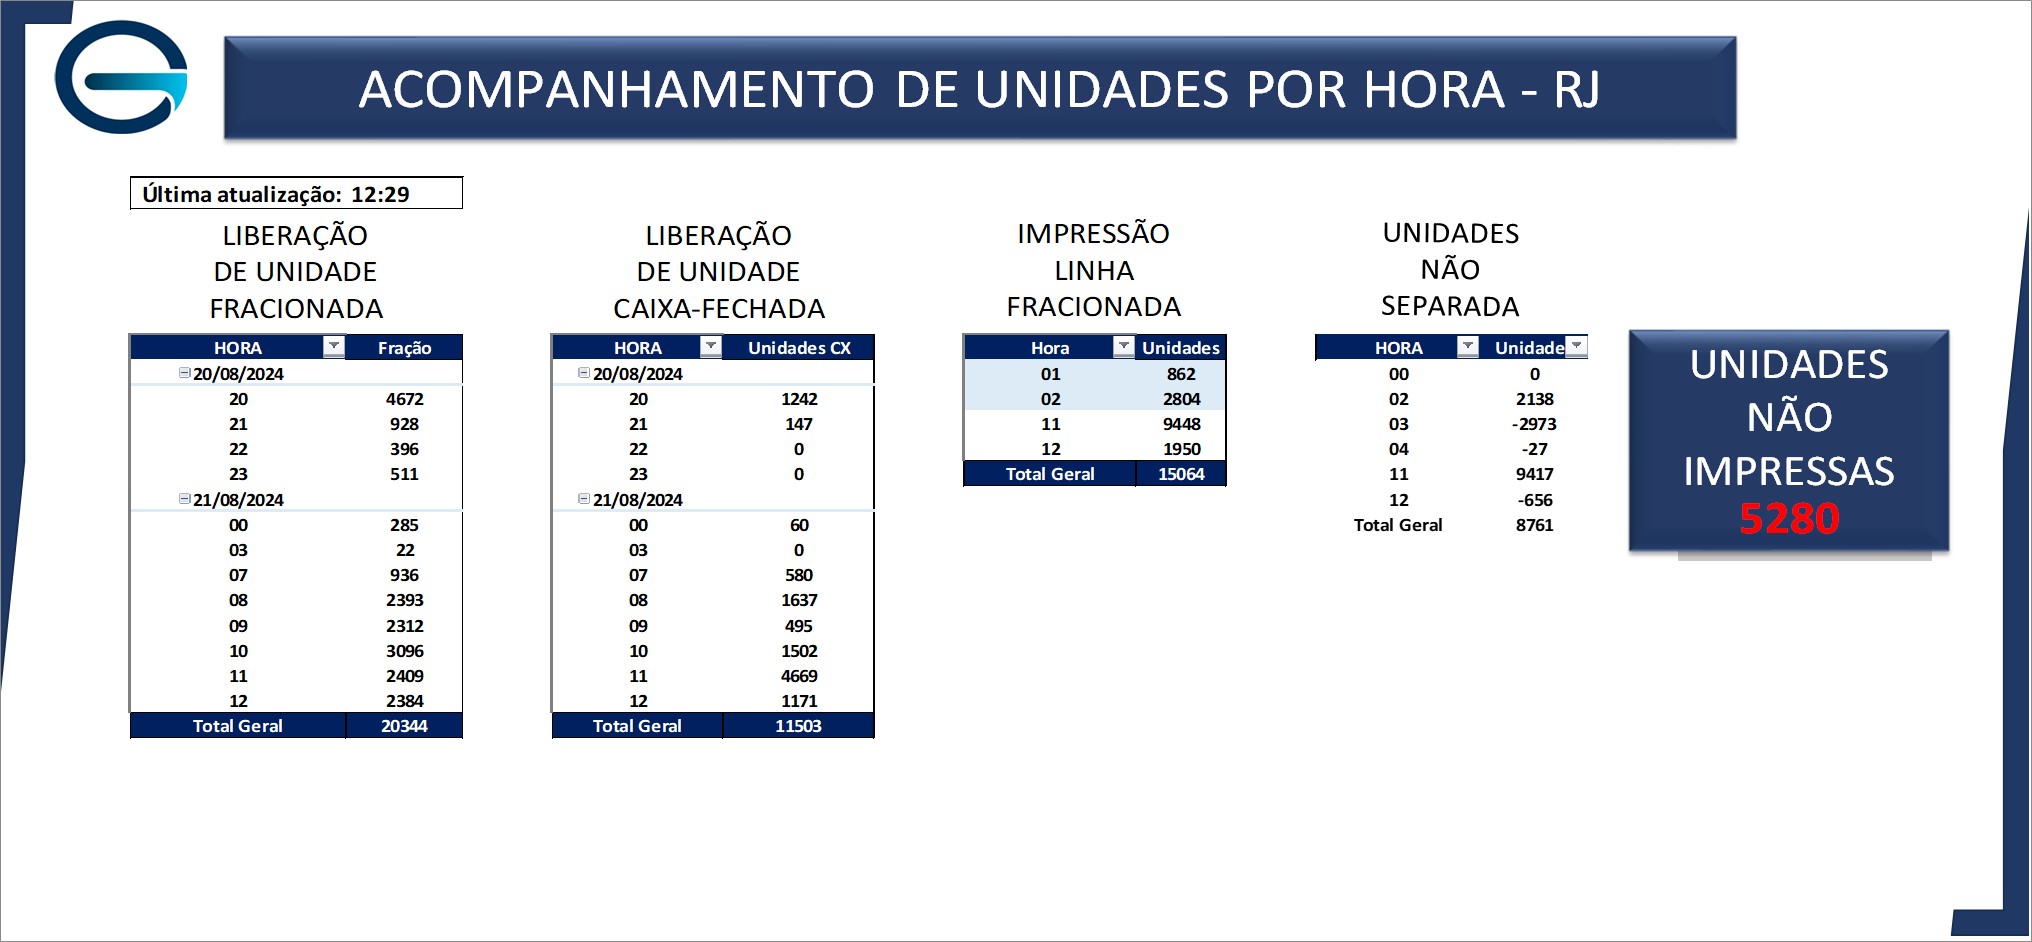 ACOMPANHAMENTO DE UNIDADES POR HORA - RJ
Última atualização: 12:29
LIBERAÇÃO
DE UNIDADE
FRACIONADA
HORA Fração
20/08/2024
20 4672
21 928
22 396
23 511
21/08/2024
00 285
03 22
07 936
08 2393
09 2312
10 3096
11 2409
12 2384
Total Geral 20344
LIBERAÇÃO
DE UNIDADE
CAIXA-FECHADA
HORA Unidades CX
20/08/2024
20 1242
21 147
22 0
23 0
21/08/2024
00 60
03 0
07 580
08 1637
09 495
10 1502
11 4669
12 1171
Total Geral 11503
IMPRESSÃO
LINHA
FRACIONADA
Hora Unidades
01 862
02 2804
11 9448
12 1950
Total Geral 15064
UNIDADES
NÃO
SEPARADA
HORA Unidade
00 0
02 2138
03 -2973
04 -27
11 9417
12 -656
Total Geral 8761
UNIDADES
NÃO
IMPRESSAS
5280